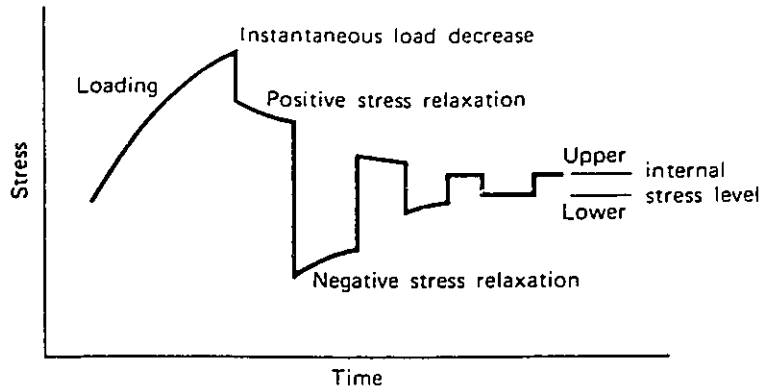 Instantaneous load decrease
Loading
Positive stress relaxation
Upper
internal
stress level
Lower
Negative stress relaxation
Stress
Time